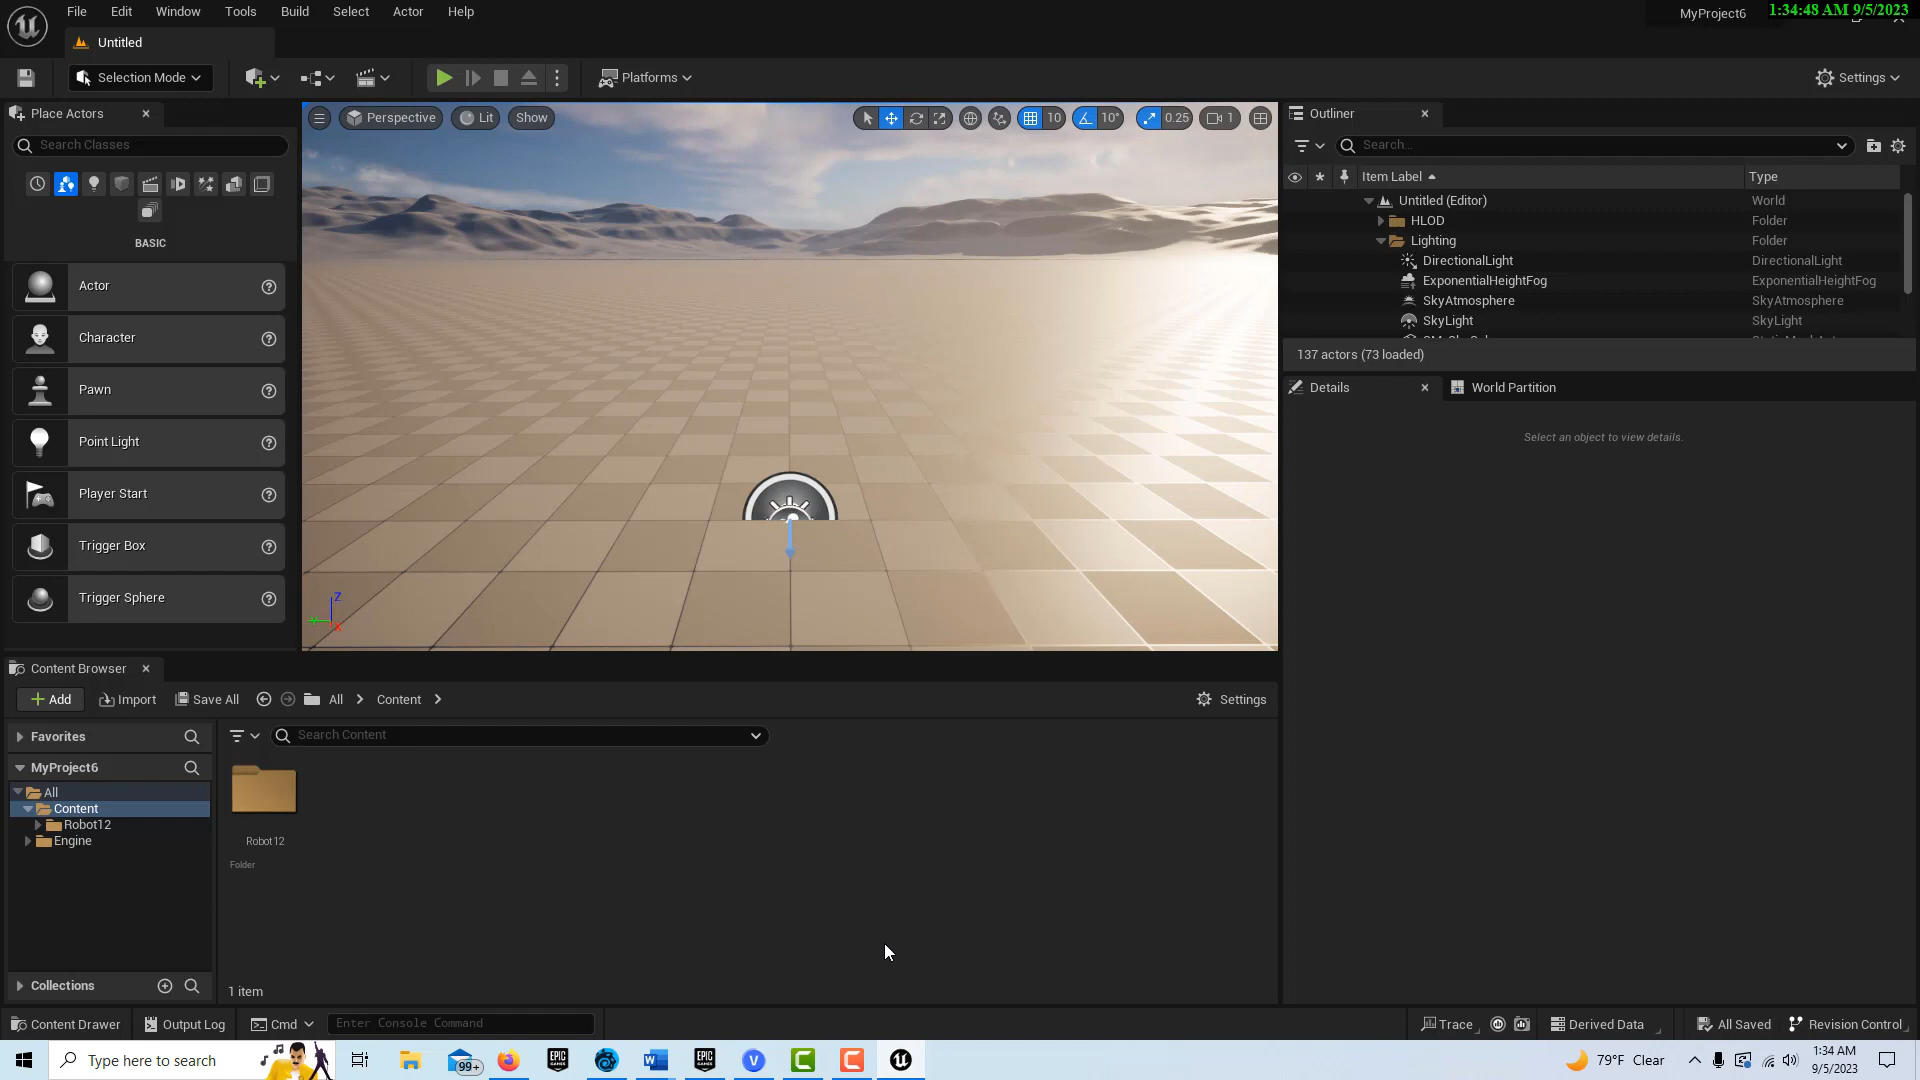 File Edit Window Tools Build Select Actor Help
MyProject6
1:34:48 AM 9/5/2023
Untitled
Selection Mode
Platforms
Settings
Place Actors
Search Classes
BASIC
Actor
Character
Pawn
Point Light
Player Start
Trigger Box
Trigger Sphere
Perspective Lit Show
10 10° 0.25 1
Z
Y
X
Outliner
Search...
Item Label Type
Untitled (Editor) World
HLOD Folder
Lighting Folder
DirectionalLight DirectionalLight
ExponentialHeightFog ExponentialHeightFog
SkyAtmosphere SkyAtmosphere
SkyLight SkyLight
137 actors (73 loaded)
Details World Partition
Select an object to view details.
Content Browser
Add Import Save All All Content Settings
Favorites
Search Content
MyProject6
All
Content
Robot12
Engine
Collections
Robot12
Folder
1 item
Content Drawer Output Log Cmd Enter Console Command Trace Derived Data All Saved Revision Control
Type here to search
99+
EPIC GAMES
W
EPIC GAMES
V
C
C
79°F Clear
1:34 AM
9/5/2023